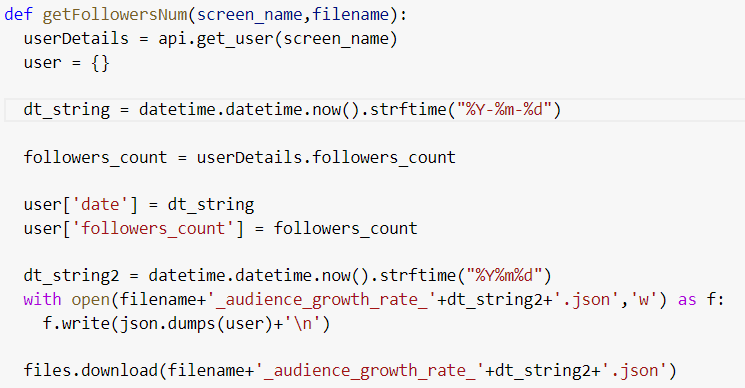 def getFollowersNum(screen_name,filename):
  userDetails = api.get_user(screen_name)
  user = {}
  dt_string = datetime.datetime.now().strftime("%Y-%m-%d")
  followers_count = userDetails.followers_count
  user['date'] = dt_string
  user['followers_count'] = followers_count
  dt_string2 = datetime.datetime.now().strftime("%Y%m%d")
  with open(filename+'_audience_growth_rate_'+dt_string2+'.json','w') as f:
    f.write(json.dumps(user)+'\n')
  files.download(filename+'_audience_growth_rate_'+dt_string2+'.json')